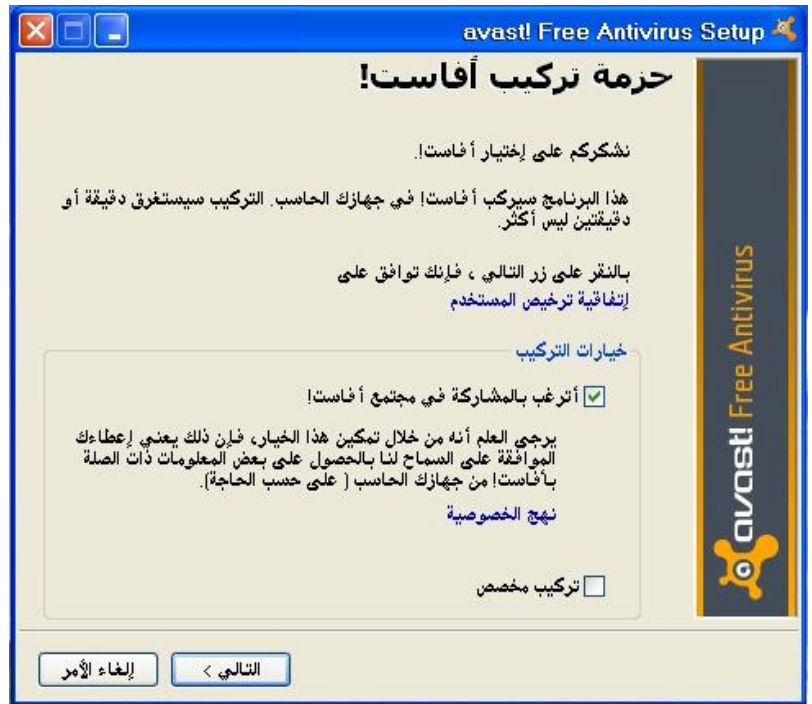 avast! Free Antivirus Setup
حزمة تركيب أفاست!
نشكركم على إختيار أفاست!.
هذا البرنامج سيركب أفاست! في جهازك الحاسب. التركيب سيستغرق دقيقة أو
دقيقتين ليس أكثر.
بالنقر على زر التالي ، فإنك توافق على
إتفاقية ترخيص المستخدم
خيارات التركيب
أترغب بالمشاركة في مجتمع أفاست!
يرجى العلم أنه من خلال تمكين هذا الخيار، فإن ذلك يعني إعطاءك
الموافقة على السماح لنا بالحصول على بعض المعلومات ذات الصلة
بأفاست! من جهازك الحاسب ( على حسب الحاجة).
نهج الخصوصية
تركيب مخصص
avast! Free Antivirus
التالي >
إلغاء الأمر